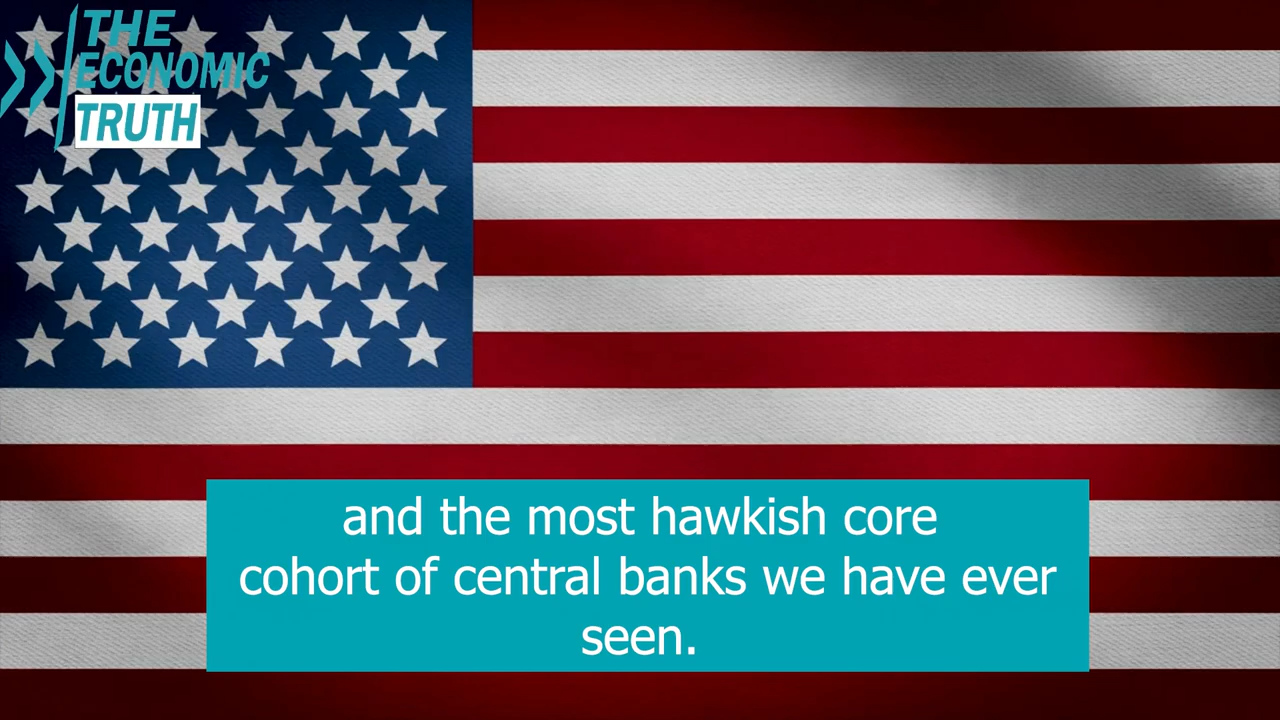 THE
ECONOMIC
TRUTH
and the most hawkish core
cohort of central banks we have ever
seen.